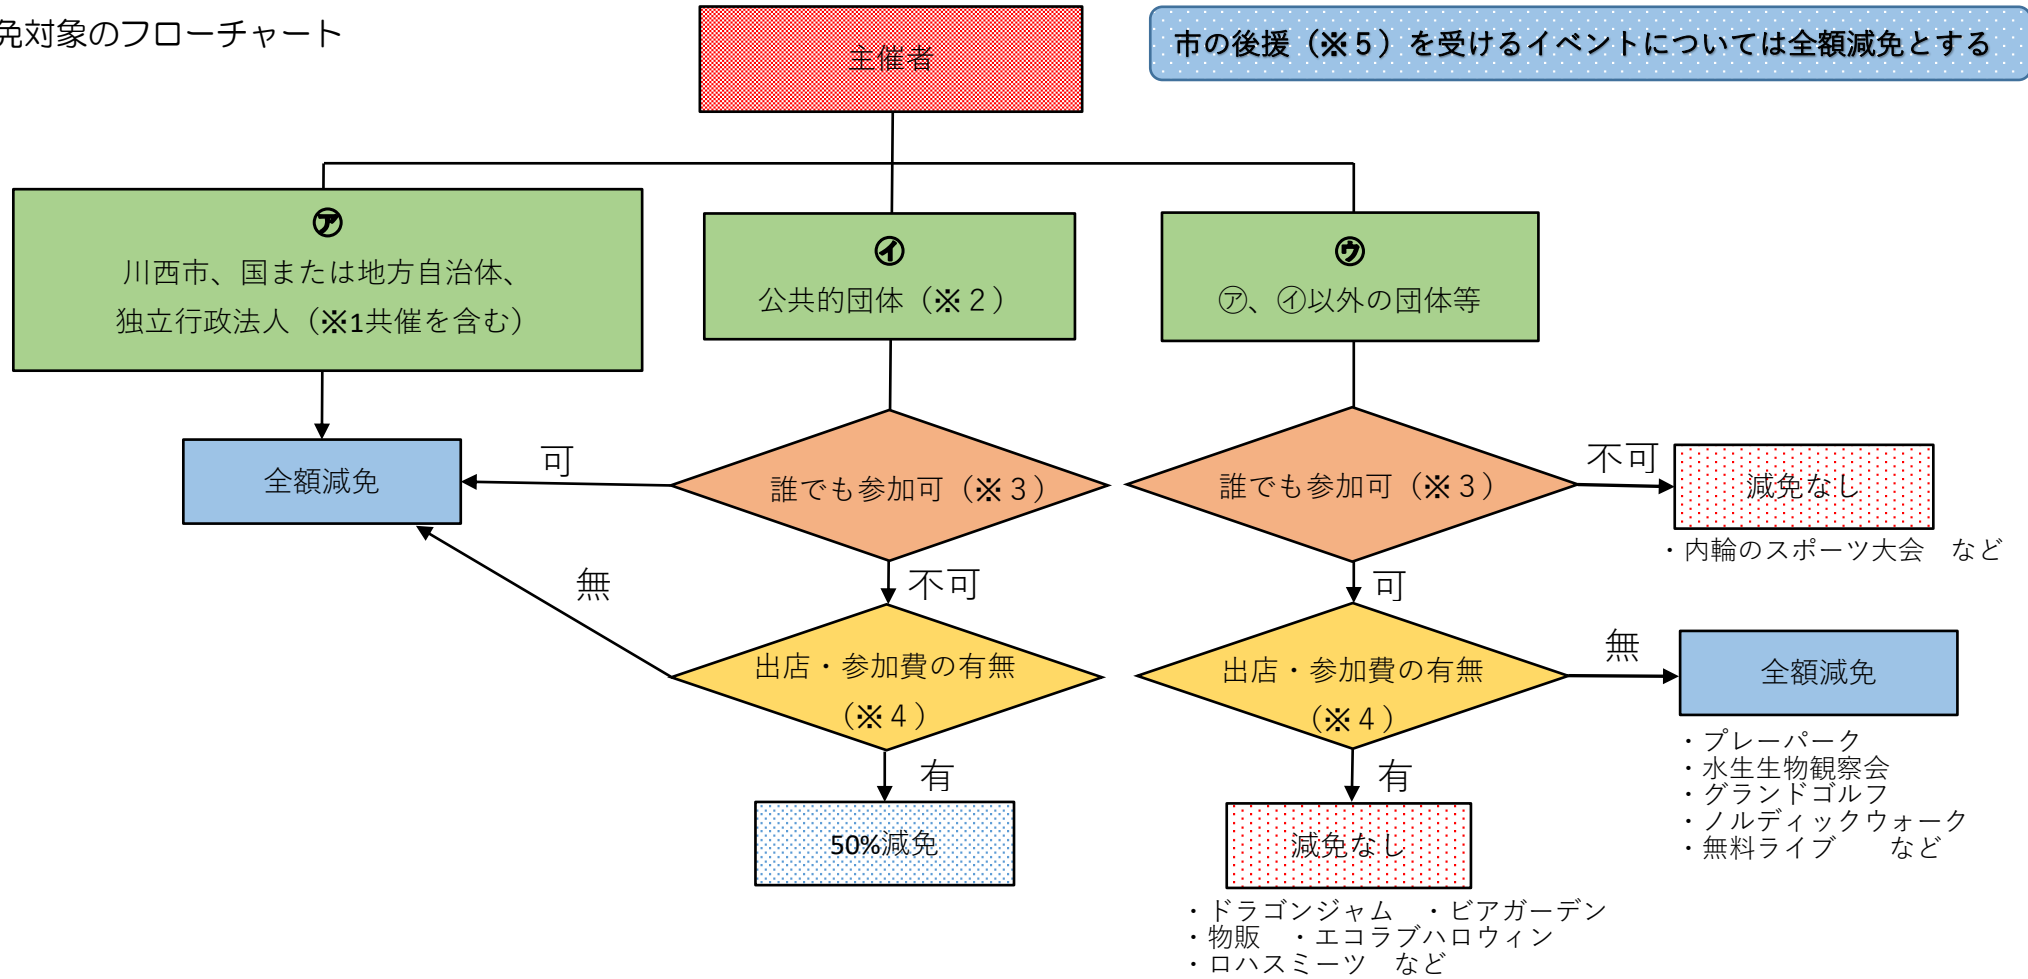 免対象のフローチャート
主催者
市の後援（※５）を受けるイベントについては全額減免とする
㋐
川西市、国または地方自治体、
独立行政法人（※1共催を含む）
㋑
公共的団体（※２）
㋒
㋐、㋑以外の団体等
全額減免
可
誰でも参加可（※３）
誰でも参加可（※３）
不可
減免なし
・内輪のスポーツ大会　など
無
不可
可
出店・参加費の有無
（※４）
出店・参加費の有無
（※４）
無
全額減免
・プレーパーク
・水生生物観察会
・グランドゴルフ
・ノルディックウォーク
・無料ライブ　　など
有
有
50%減免
減免なし
・ドラゴンジャム　・ビアガーデン
・物販　・エコラブハロウィン
・ロハスミーツ　など